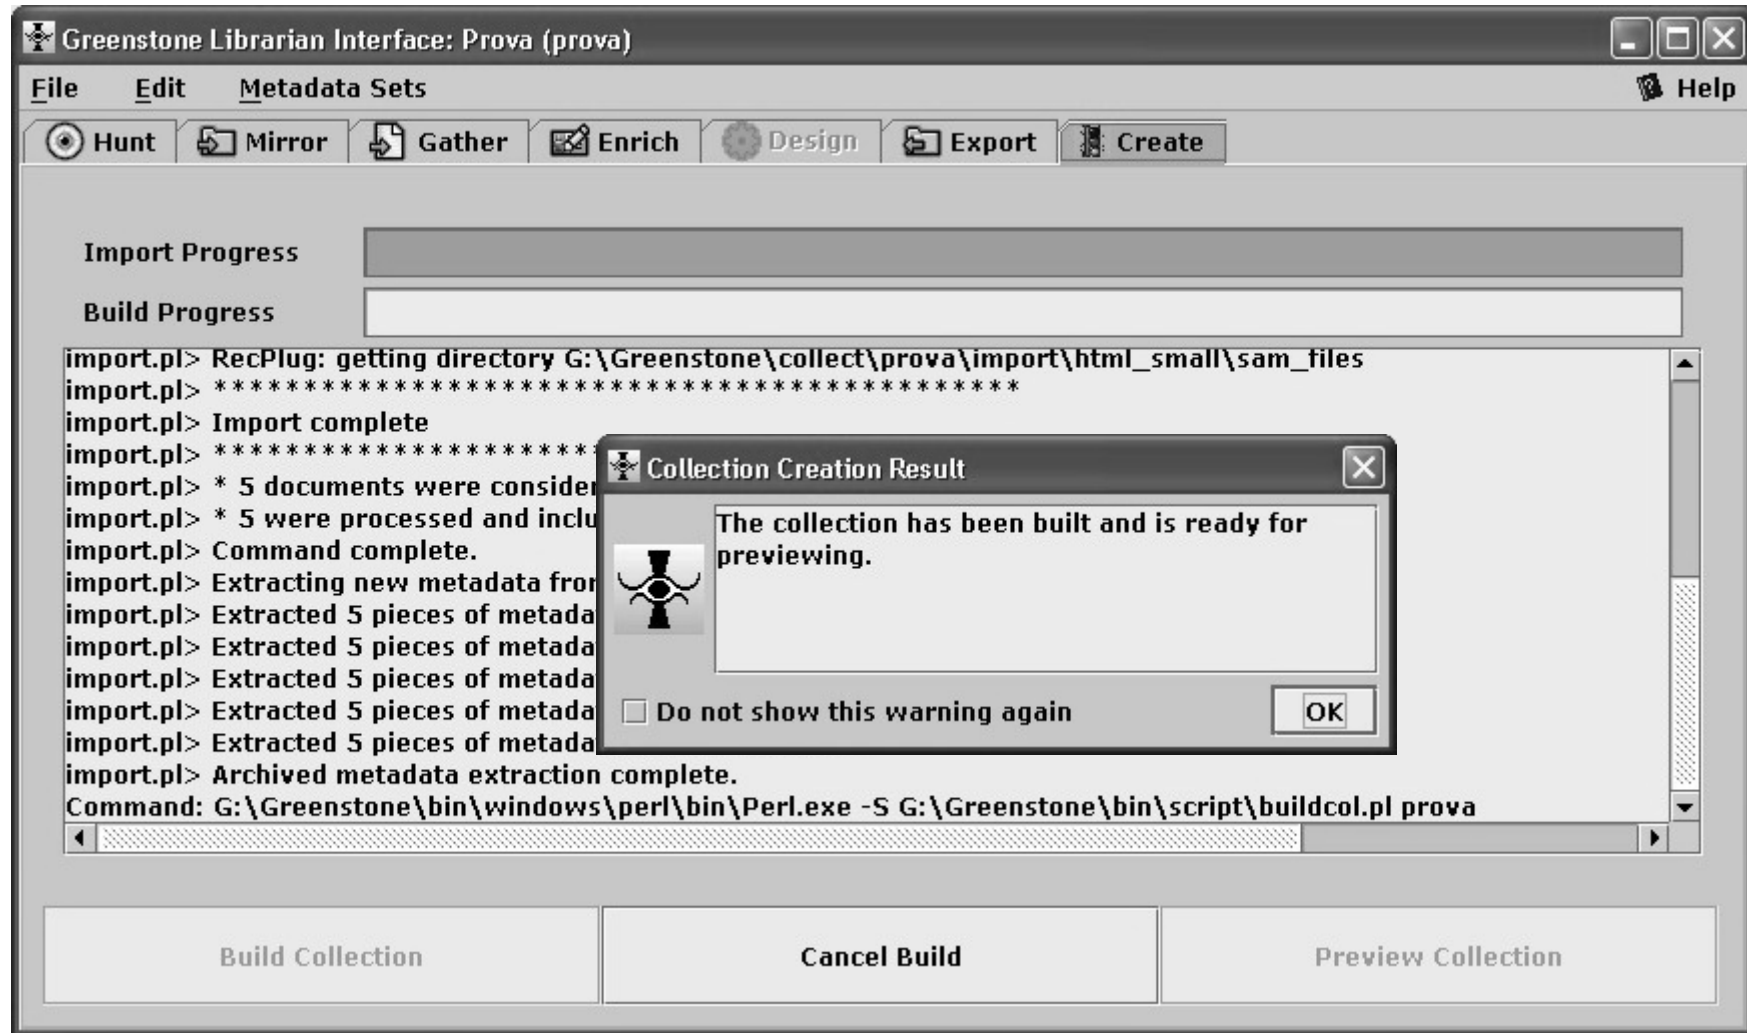 Greenstone Librarian Interface: Prova (prova)
File Edit Metadata Sets Help
Hunt Mirror Gather Enrich Design Export Create
Import Progress
Build Progress
import.pl> RecPlug: getting directory G:\Greenstone\collect\prova\import\html_small\sam_files
import.pl> *********************************************
import.pl> Import complete
import.pl> **********************
import.pl> * 5 documents were consider
import.pl> * 5 were processed and inclu
import.pl> Command complete.
import.pl> Extracting new metadata fro
import.pl> Extracted 5 pieces of metada
import.pl> Extracted 5 pieces of metada
import.pl> Extracted 5 pieces of metada
import.pl> Extracted 5 pieces of metada
import.pl> Extracted 5 pieces of metada
import.pl> Archived metadata extraction complete.
Command: G:\Greenstone\bin\windows\perl\bin\Perl.exe -S G:\Greenstone\bin\script\buildcol.pl prova
Collection Creation Result
The collection has been built and is ready for
previewing.
Do not show this warning again
OK
Build Collection Cancel Build Preview Collection